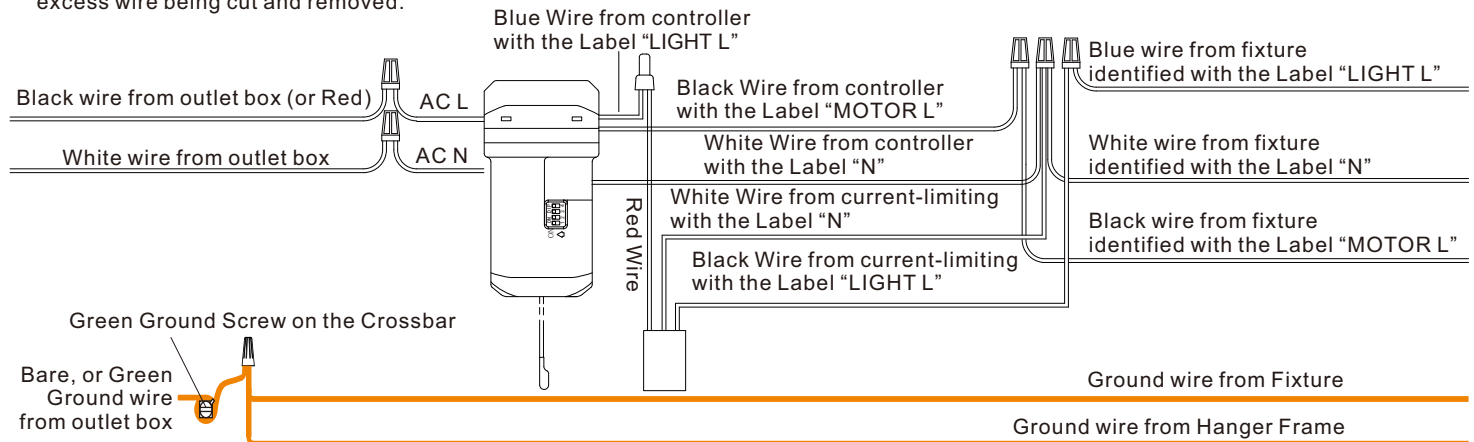 excess wire being cut and removed.
Blue Wire from controller
with the Label “LIGHT L”
Black wire from outlet box (or Red)
AC L
White wire from outlet box
AC N
Black Wire from controller
with the Label “MOTOR L”
White Wire from controller
with the Label “N”
White Wire from current-limiting
with the Label “N”
Red Wire
Black Wire from current-limiting
with the Label “LIGHT L”
Blue wire from fixture
identified with the Label “LIGHT L”
White wire from fixture
identified with the Label “N”
Black wire from fixture
identified with the Label “MOTOR L”
Green Ground Screw on the Crossbar
Bare, or Green
Ground wire
from outlet box
Ground wire from Fixture
Ground wire from Hanger Frame